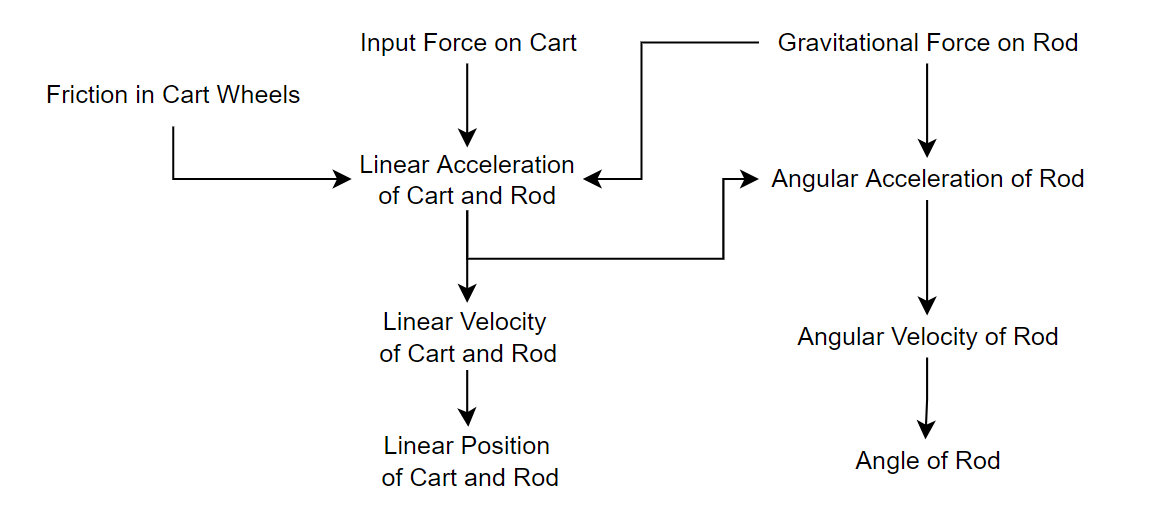 Input Force on Cart
Gravitational Force on Rod
Friction in Cart Wheels
Linear Acceleration
of Cart and Rod
Angular Acceleration of Rod
Linear Velocity
of Cart and Rod
Angular Velocity of Rod
Linear Position
of Cart and Rod
Angle of Rod